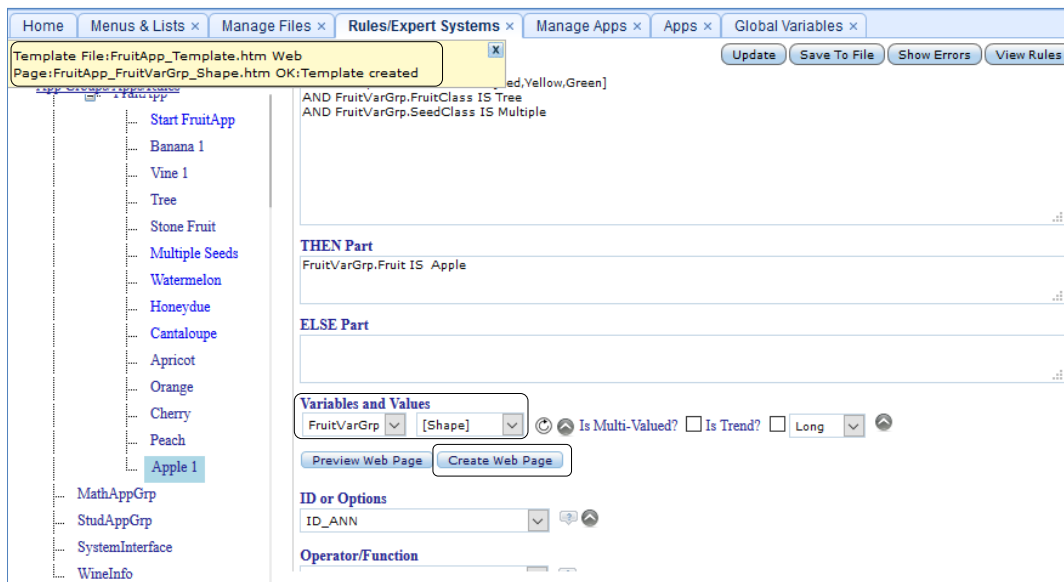 Home
Menus & Lists ×
Manage Files ×
Rules/Expert Systems ×
Manage Apps ×
Apps ×
Global Variables ×
Template File:FruitApp_Template.htm Web
Page:FruitApp_FruitVarGrp_Shape.htm OK:Template created
X
Update
Save To File
Show Errors
View Rules
App Groups/Apps/Rules
FruitApp
Start FruitApp
Banana 1
Vine 1
Tree
Stone Fruit
Multiple Seeds
Watermelon
Honeydue
Cantaloupe
Apricot
Orange
Cherry
Peach
Apple 1
MathAppGrp
StudAppGrp
SystemInterface
WineInfo
ed,Yellow,Green]
AND FruitVarGrp.FruitClass IS Tree
AND FruitVarGrp.SeedClass IS Multiple
THEN Part
FruitVarGrp.Fruit IS Apple
ELSE Part
Variables and Values
FruitVarGrp [Shape] Is Multi-Valued? Is Trend? Long
Preview Web Page Create Web Page
ID or Options
ID_ANN
?
Operator/Function